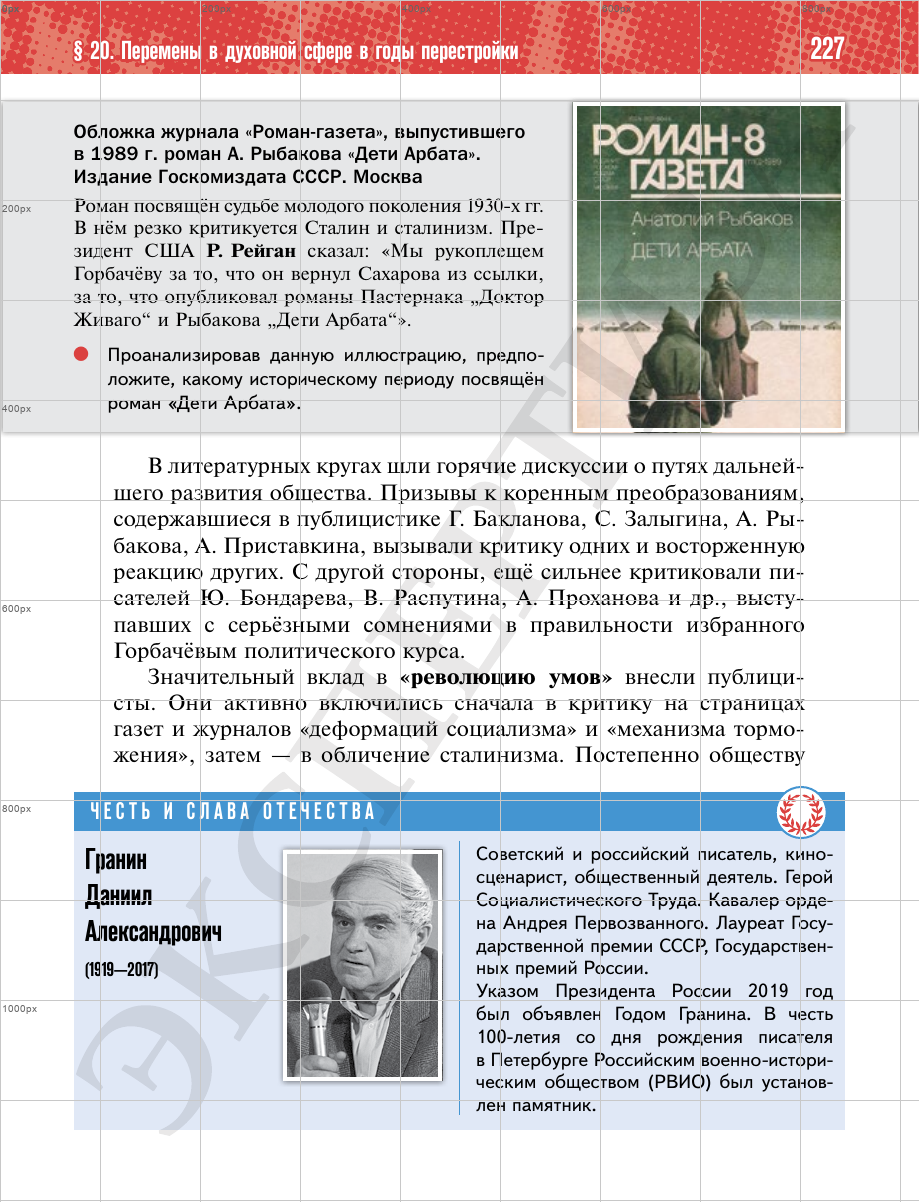 § 20. Перемены в духовной сфере в годы перестройки
227
Обложка журнала «Роман-газета», выпустившего
в 1989 г. роман А. Рыбакова «Дети Арбата».
Издание Госкомиздата СССР. Москва
Роман посвящён судьбе молодого поколения 1930-х гг.
В нём резко критикуется Сталин и сталинизм. Пре-
зидент США Р. Рейган сказал: «Мы рукоплещем
Горбачёву за то, что он вернул Сахарова из ссылки,
за то, что опубликовал романы Пастернака „Доктор
Живаго“ и Рыбакова „Дети Арбата“».
Проанализировав данную иллюстрацию, предпо-
ложите, какому историческому периоду посвящён
роман «Дети Арбата».
РОМАН-8
ГАЗЕТА
Анатолий Рыбаков
ДЕТИ АРБАТА
В литературных кругах шли горячие дискуссии о путях дальней-
шего развития общества. Призывы к коренным преобразованиям,
содержавшиеся в публицистике Г. Бакланова, С. Залыгина, А. Ры-
бакова, А. Приставкина, вызывали критику одних и восторженную
реакцию других. С другой стороны, ещё сильнее критиковали пи-
сателей Ю. Бондарева, В. Распутина, А. Проханова и др., высту-
павших с серьёзными сомнениями в правильности избранного
Горбачёвым политического курса.
Значительный вклад в «революцию умов» внесли публици-
сты. Они активно включились сначала в критику на страницах
газет и журналов «деформаций социализма» и «механизма тормо-
жения», затем — в обличение сталинизма. Постепенно обществу
ЧЕСТЬ И СЛАВА ОТЕЧЕСТВА
Гранин
Даниил
Александрович
(1919—2017)
Советский и российский писатель, кино-
сценарист, общественный деятель. Герой
Социалистического Труда. Кавалер орде-
на Андрея Первозванного. Лауреат Госу-
дарственной премии СССР, Государствен-
ных премий России.
Указом Президента России 2019 год
был объявлен Годом Гранина. В честь
100-летия со дня рождения писателя
в Петербурге Российским военно-истори-
ческим обществом (РВИО) был установ-
лен памятник.
200px
400px
600px
800px
1000px